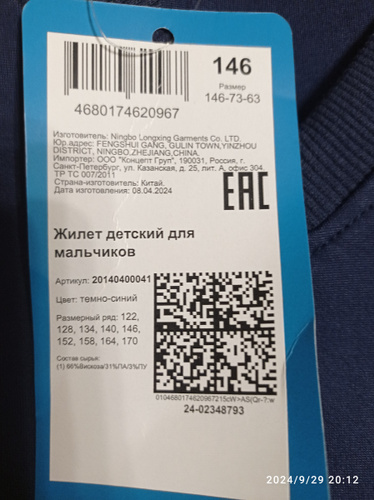 146
Размер
146-73-63
4680174620967
Изготовитель: Ningbo Longxing Garments Co. LTD.
Юр.адрес: FENGSHUI GANG, GULIN TOWN,YINZHOU
DISTRICT, NINGBO,ZHEJIANG,CHINA.
Импортер: ООО "Концепт Груп", 190031, Россия, г.
Санкт-Петербург, ул. Казанская, д. 25, лит. А, офис 304.
ТР ТС 007/2011
Страна-изготовитель: Китай.
Дата изготовления: 08.04.2024
EAC
Жилет детский для
мальчиков
Артикул: 20140400041
Цвет: темно-синий
Размерный ряд: 122,
128, 134, 140, 146,
152, 158, 164, 170
Состав сырья:
(1) 66%Вискоза/31%ПА/3%ПУ
0104680174620967215cW>AS(Qr-7:w
24-02348793
2024/9/29 20:12